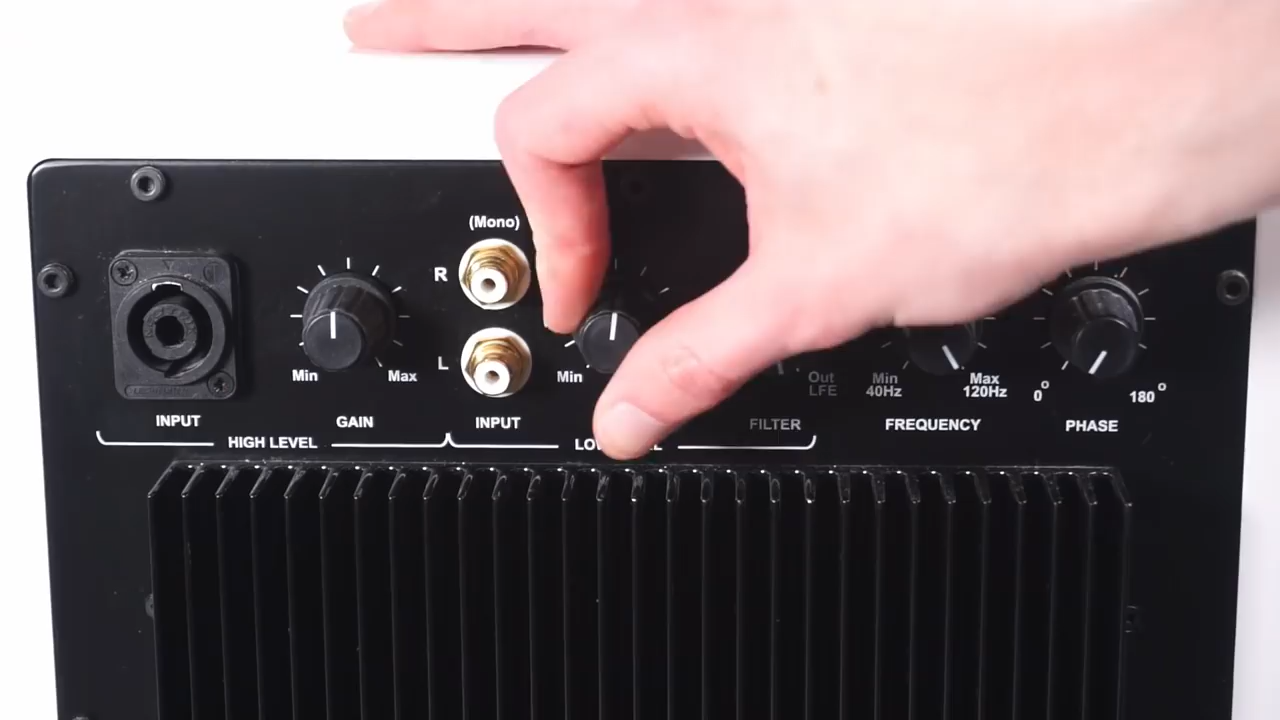 (Mono)
R
L
Min
Max
Min
Out
LFE
Min
40Hz
Max
120Hz
0°
180°
INPUT
GAIN
INPUT
FILTER
FREQUENCY
PHASE
HIGH LEVEL